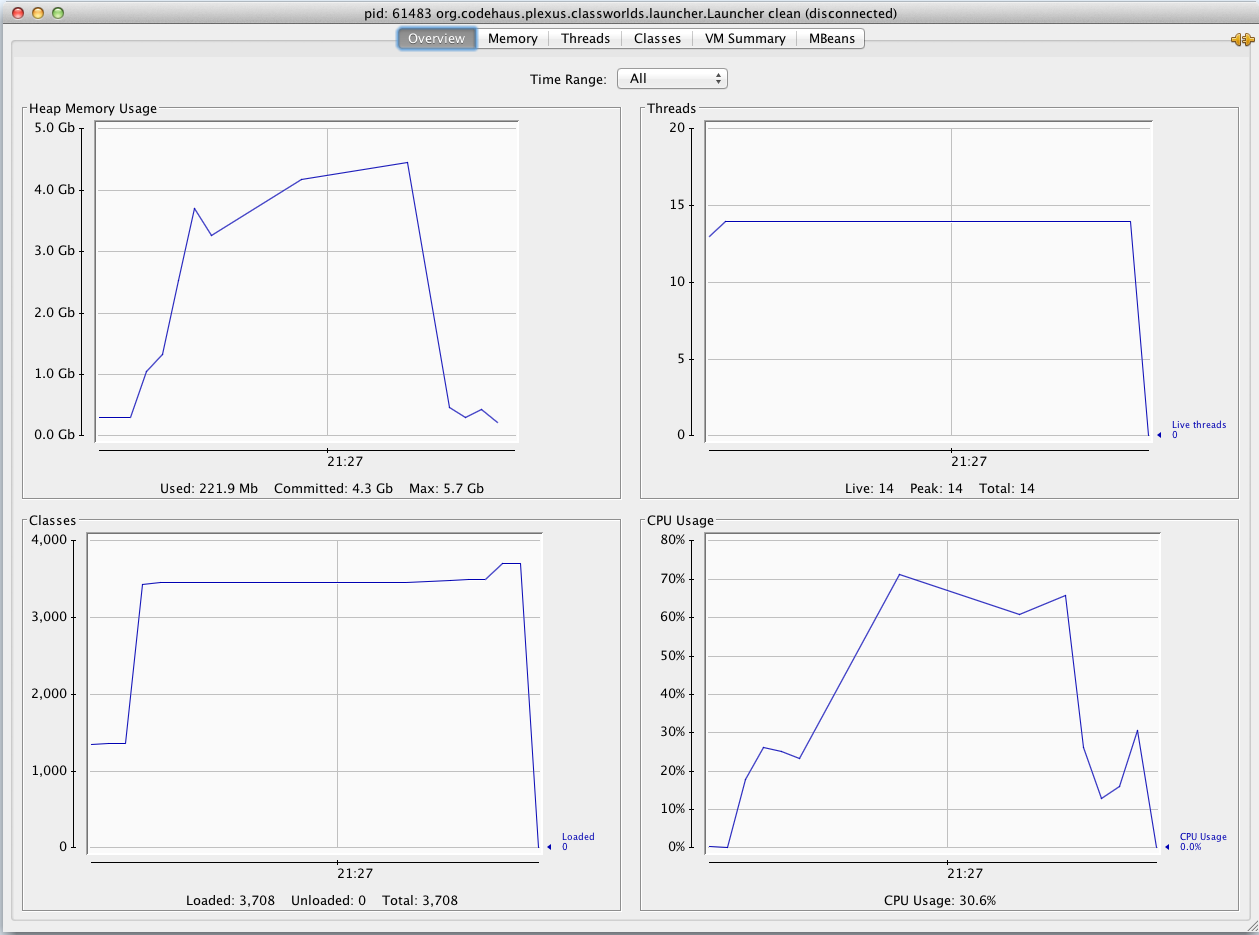 pid: 61483 org.codehaus.plexus.classworlds.launcher.Launcher clean (disconnected)
Overview Memory Threads Classes VM Summary MBeans
Time Range: All
Heap Memory Usage
5.0 Gb
4.0 Gb
3.0 Gb
2.0 Gb
1.0 Gb
0.0 Gb
21:27
Used: 221.9 Mb Committed: 4.3 Gb Max: 5.7 Gb
Threads
20
15
10
5
0
Live threads
0
21:27
Live: 14 Peak: 14 Total: 14
Classes
4,000
3,000
2,000
1,000
0
Loaded
0
21:27
Loaded: 3,708 Unloaded: 0 Total: 3,708
CPU Usage
80%
70%
60%
50%
40%
30%
20%
10%
0%
CPU Usage
0.0%
21:27
CPU Usage: 30.6%